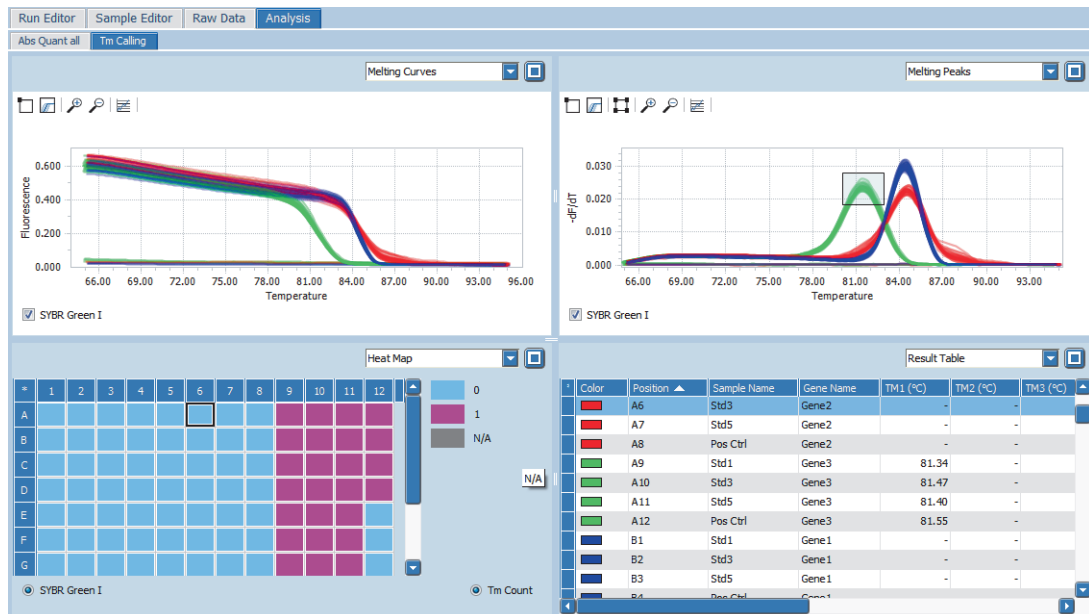 Run Editor Sample Editor Raw Data Analysis
Abs Quant all Tm Calling
Melting Curves
Fluorescence
0.600
0.400
0.200
0.000
66.00 69.00 72.00 75.00 78.00 81.00 84.00 87.00 90.00 93.00 96.00
Temperature
SYBR Green I
Melting Peaks
-dF/dT
0.030
0.020
0.010
0.000
66.00 69.00 72.00 75.00 78.00 81.00 84.00 87.00 90.00 93.00
Temperature
SYBR Green I
Heat Map
* 1 2 3 4 5 6 7 8 9 10 11 12
A
B
C
D
E
F
G
0
1
N/A
N/A
SYBR Green I Tm Count
Result Table
Color Position Sample Name Gene Name TM1 (°C) TM2 (°C) TM3 (°C)
A6 Std3 Gene2 - -
A7 Std5 Gene2 - -
A8 Pos Ctrl Gene2 - -
A9 Std1 Gene3 81.34 -
A10 Std3 Gene3 81.47 -
A11 Std5 Gene3 81.40 -
A12 Pos Ctrl Gene3 81.55 -
B1 Std1 Gene1 - -
B2 Std3 Gene1 - -
B3 Std5 Gene1 - -
B4 Pos Ctrl Gene1